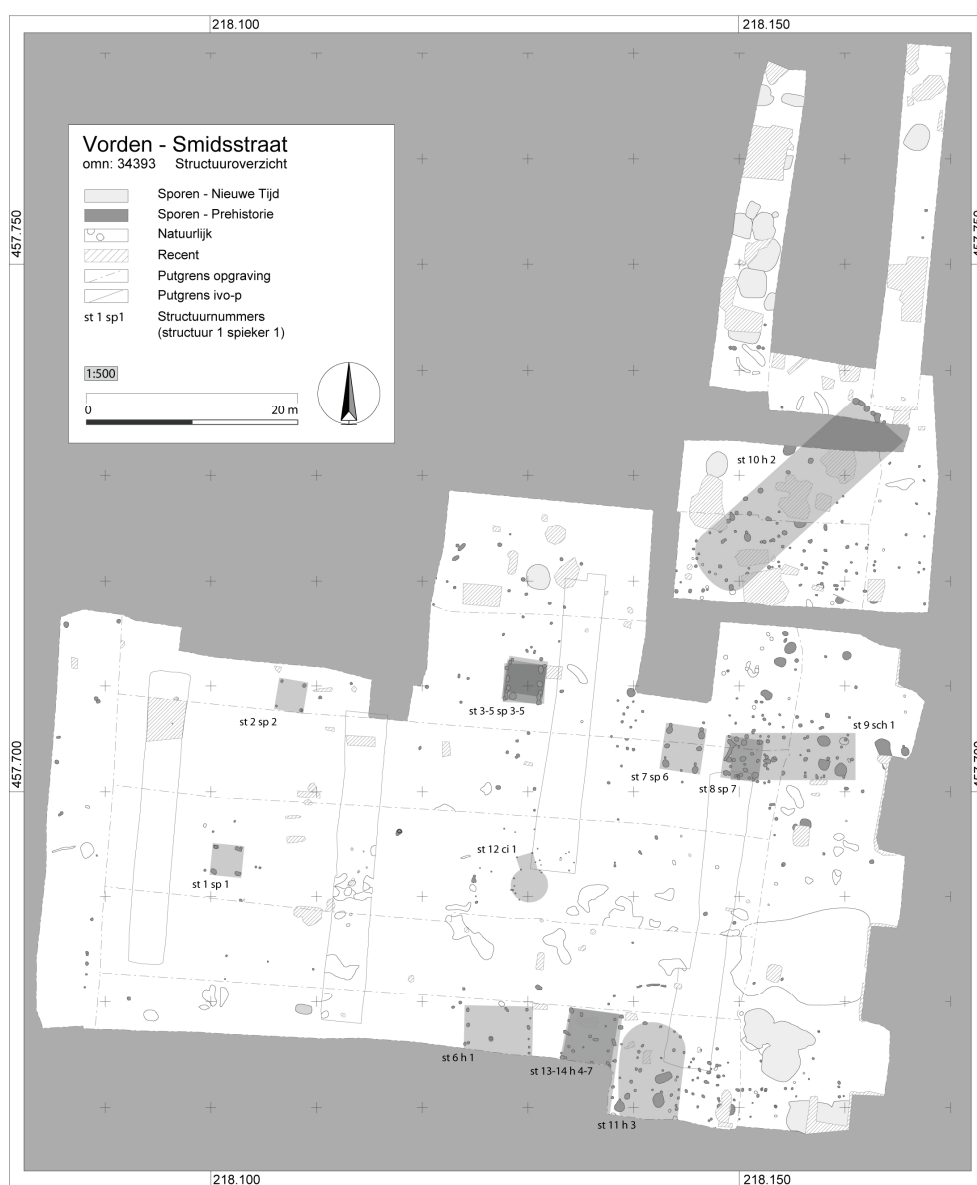 218.100
218.150
Vorden - Smidsstraat
omn: 34393 Structuuroverzicht
Sporen - Nieuwe Tijd
Sporen - Prehistorie
Natuurlijk
Recent
Putgrens opgraving
Putgrens ivo-p
st 1 sp1 Structuurnummers
(structuur 1 spieker 1)
1:500
0 20 m
457.750
457.750
st 10 h 2
st 3-5 sp 3-5
st 2 sp 2
st 9 sch 1
st 7 sp 6
st 8 sp 7
457.700
457.700
st 12 ci 1
st 1 sp 1
st 6 h 1
st 13-14 h 4-7
st 11 h 3
218.100
218.150